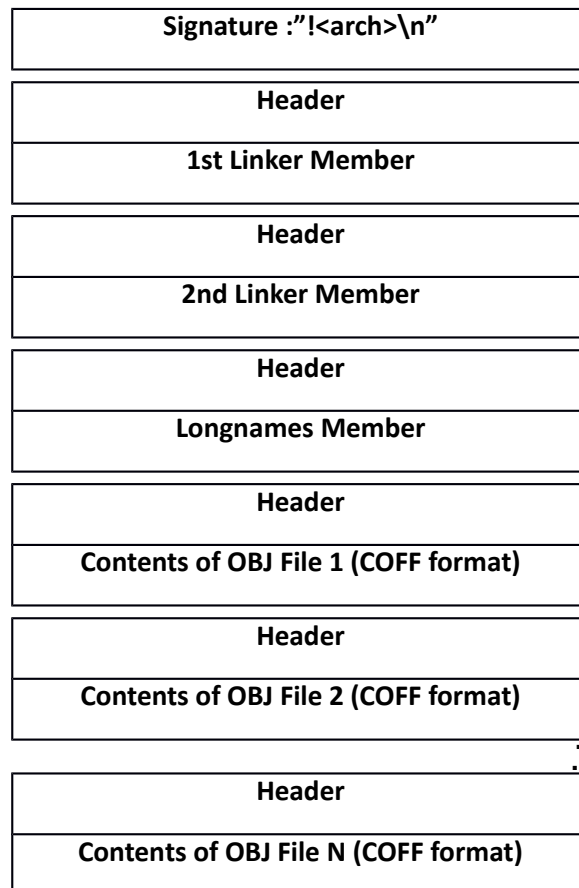 Signature :”!<arch>\n”
Header
1st Linker Member
Header
2nd Linker Member
Header
Longnames Member
Header
Contents of OBJ File 1 (COFF format)
Header
Contents of OBJ File 2 (COFF format)
:
Header
Contents of OBJ File N (COFF format)